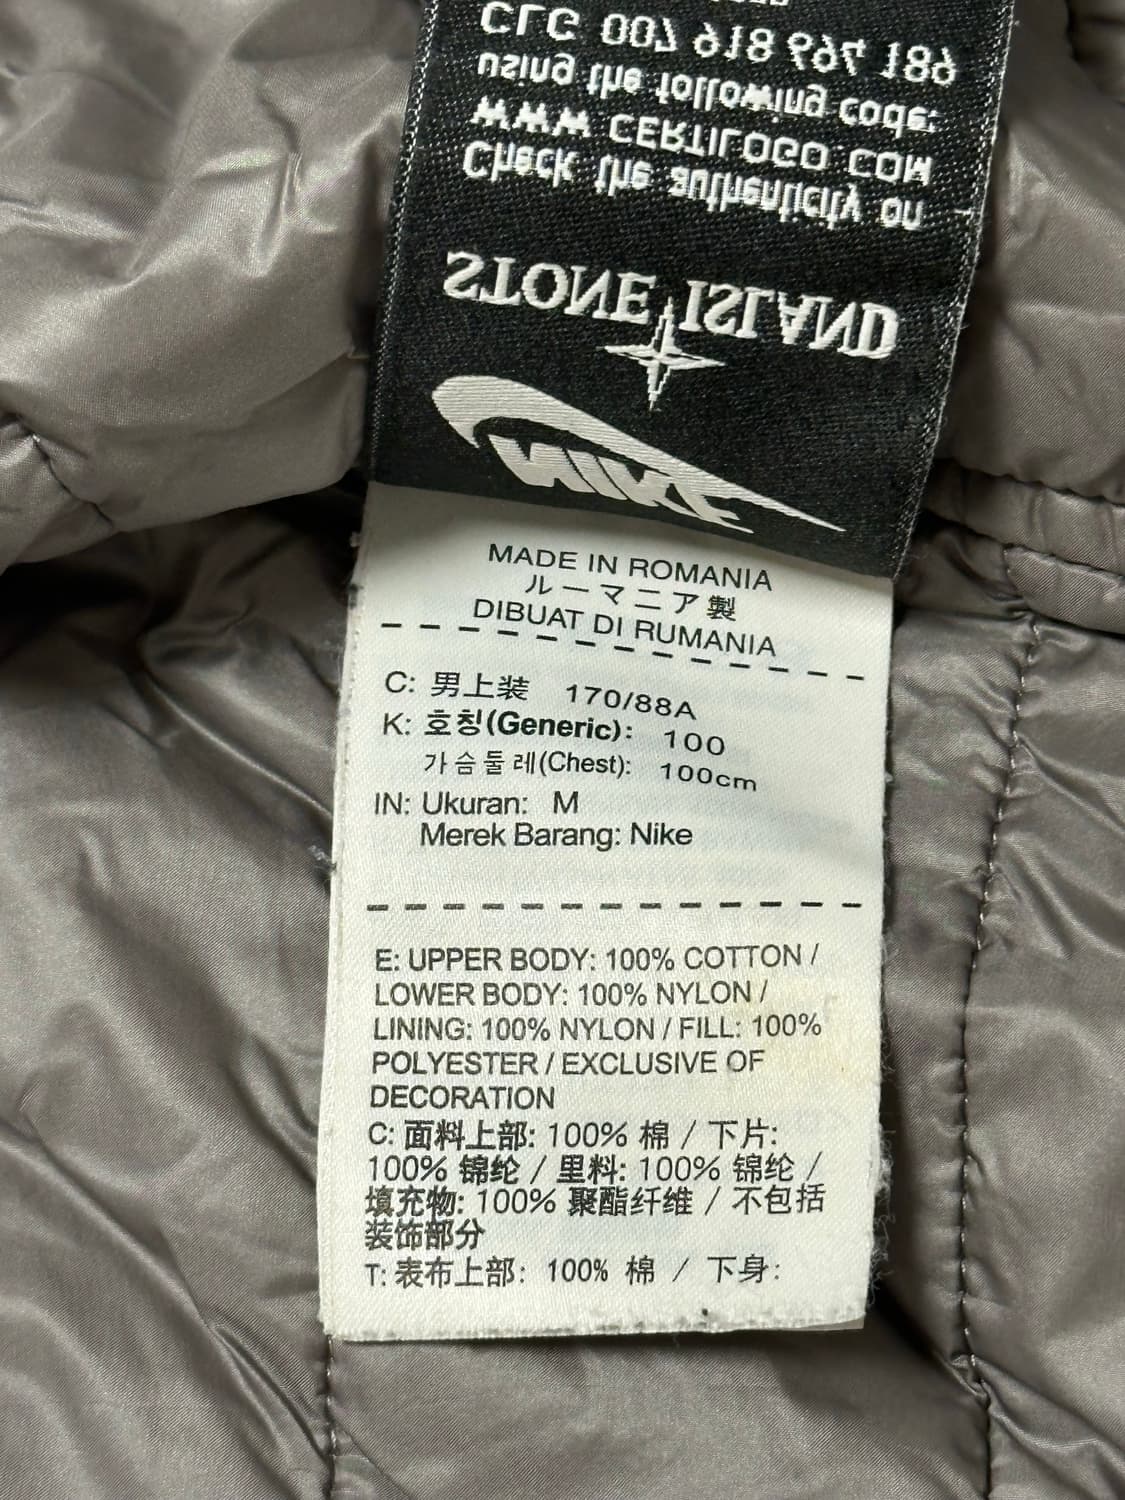 NIKE
STONE ISLAND
Check the authenticity on
WWW.CERTILOGO.COM
using the following code:
CLG 007 918 694 189
MADE IN ROMANIA
ルーマニア製
DIBUAT DI RUMANIA
C: 男上装 170/88A
K: 호칭(Generic): 100
가슴둘레(Chest): 100cm
IN: Ukuran: M
Merek Barang: Nike
E: UPPER BODY: 100% COTTON /
LOWER BODY: 100% NYLON /
LINING: 100% NYLON / FILL: 100%
POLYESTER / EXCLUSIVE OF
DECORATION
C: 面料上部: 100% 棉 / 下片:
100% 锦纶 / 里料: 100% 锦纶 /
填充物: 100% 聚酯纤维 / 不包括
装饰部分
T: 表布上部: 100% 棉 / 下身: